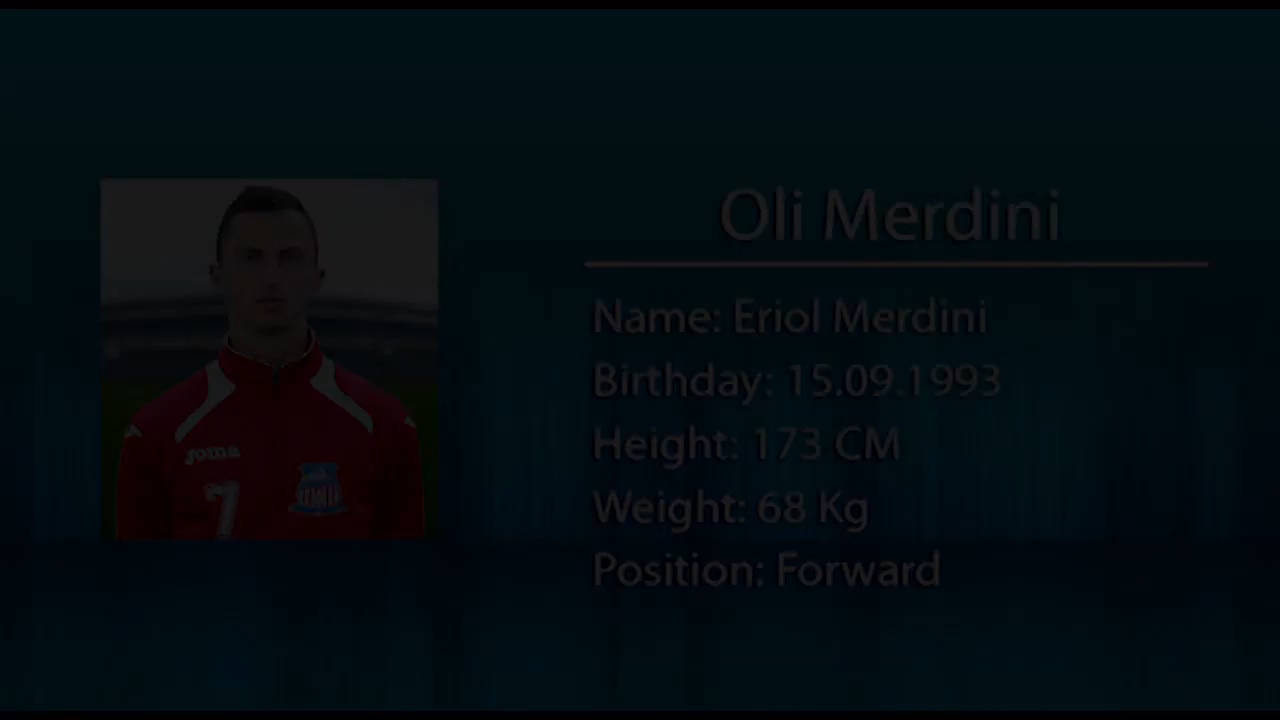 Oli Merdini
Name: Eriol Merdini
Birthday: 15.09.1993
Height: 173 CM
Weight: 68 Kg
Position: Forward
Joma
7